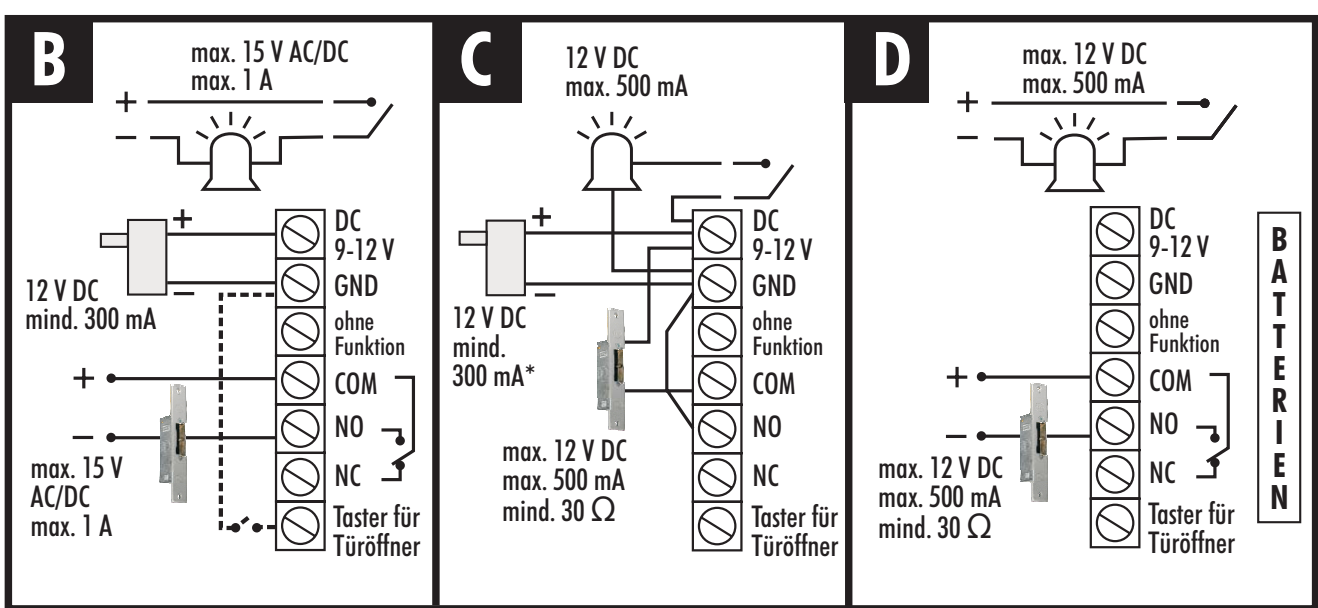 B
max. 15 V AC/DC
max. 1 A
+
−
+
−
12 V DC
mind. 300 mA
DC
9-12 V
GND
ohne
Funktion
COM
NO
NC
Taster für
Türöffner
+
−
max. 15 V
AC/DC
max. 1 A
C
12 V DC
max. 500 mA
+
−
12 V DC
mind.
300 mA*
max. 12 V DC
max. 500 mA
mind. 30 Ω
DC
9-12 V
GND
ohne
Funktion
COM
NO
NC
Taster für
Türöffner
D
max. 12 V DC
max. 500 mA
+
−
DC
9-12 V
GND
ohne
Funktion
COM
NO
NC
Taster für
Türöffner
+
−
max. 12 V DC
max. 500 mA
mind. 30 Ω
BATTERIEN